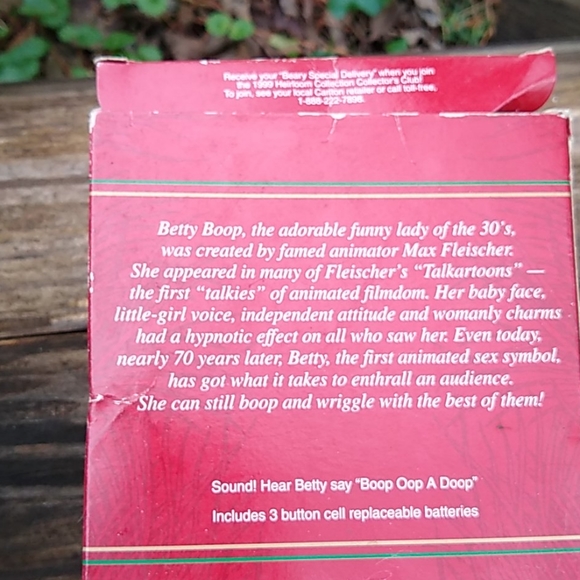 Receive your "Beary Special Delivery" when you join
the 1999 Heirloom Collection Collector's Club!
To join, see your local Carlton retailer or call toll-free,
1-888-222-7898.
Betty Boop, the adorable funny lady of the 30's,
was created by famed animator Max Fleischer.
She appeared in many of Fleischer's "Talkartoons" —
the first "talkies" of animated filmdom. Her baby face,
little-girl voice, independent attitude and womanly charms
had a hypnotic effect on all who saw her. Even today,
nearly 70 years later, Betty, the first animated sex symbol,
has got what it takes to enthrall an audience.
She can still boop and wriggle with the best of them!
Sound! Hear Betty say "Boop Oop A Doop"
Includes 3 button cell replaceable batteries